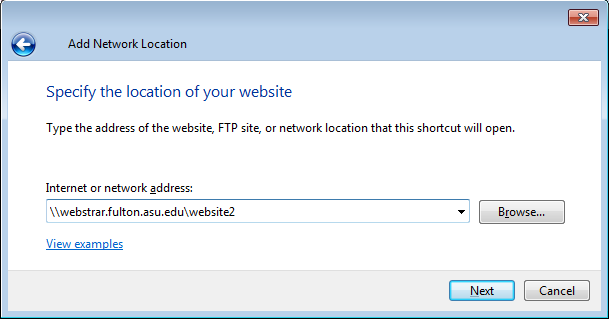 Add Network Location
Specify the location of your website
Type the address of the website, FTP site, or network location that this shortcut will open.
Internet or network address:
\\webstrar.fulton.asu.edu\website2
Browse...
View examples
Next
Cancel